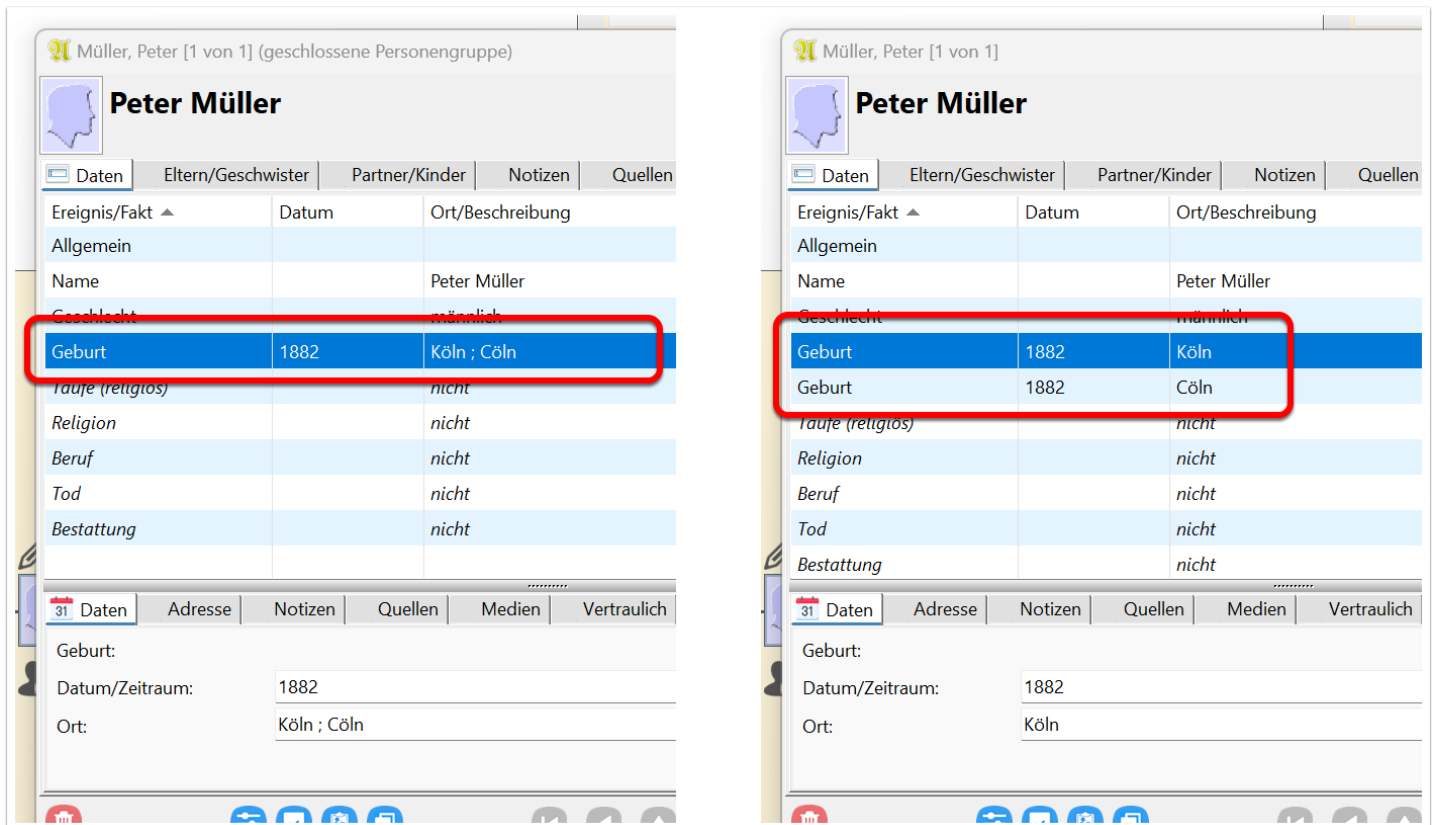 Müller, Peter [1 von 1] (geschlossene Personengruppe)
Peter Müller
Daten Eltern/Geschwister Partner/Kinder Notizen Quellen
Ereignis/Fakt Datum Ort/Beschreibung
Allgemein
Name Peter Müller
Geschlecht männlich
Geburt 1882 Köln ; Cöln
Taufe (religiös) nicht
Religion nicht
Beruf nicht
Tod nicht
Bestattung nicht
31 Daten Adresse Notizen Quellen Medien Vertraulich
Geburt:
Datum/Zeitraum: 1882
Ort: Köln ; Cöln
Müller, Peter [1 von 1]
Peter Müller
Daten Eltern/Geschwister Partner/Kinder Notizen Quellen
Ereignis/Fakt Datum Ort/Beschreibung
Allgemein
Name Peter Müller
Geschlecht männlich
Geburt 1882 Köln
Geburt 1882 Cöln
Taufe (religiös) nicht
Religion nicht
Beruf nicht
Tod nicht
Bestattung nicht
31 Daten Adresse Notizen Quellen Medien Vertraulich
Geburt:
Datum/Zeitraum: 1882
Ort: Köln